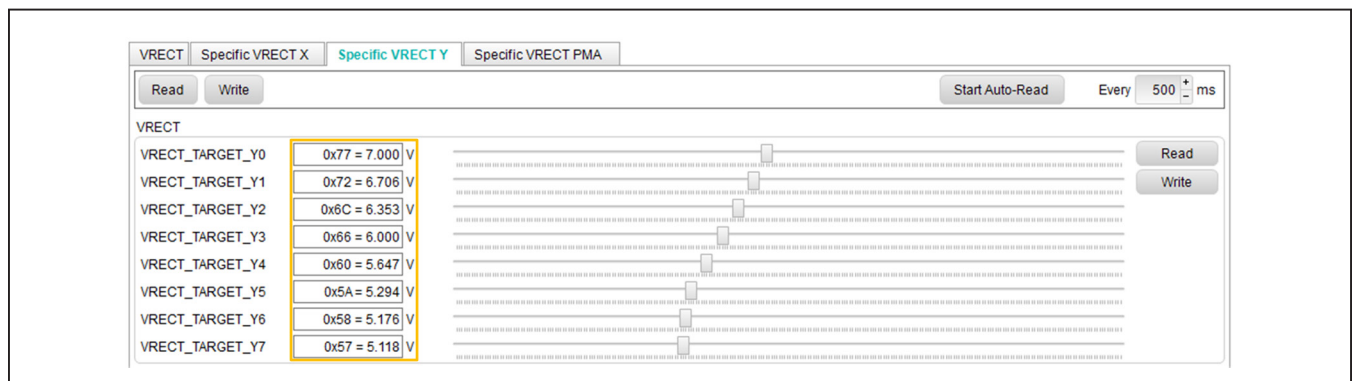 VRECT Specific VRECT X Specific VRECT Y Specific VRECT PMA
Read Write Start Auto-Read Every 500 + - ms
VRECT
VRECT_TARGET_Y0 0x77 = 7.000 V Read
VRECT_TARGET_Y1 0x72 = 6.706 V Write
VRECT_TARGET_Y2 0x6C = 6.353 V
VRECT_TARGET_Y3 0x66 = 6.000 V
VRECT_TARGET_Y4 0x60 = 5.647 V
VRECT_TARGET_Y5 0x5A = 5.294 V
VRECT_TARGET_Y6 0x58 = 5.176 V
VRECT_TARGET_Y7 0x57 = 5.118 V